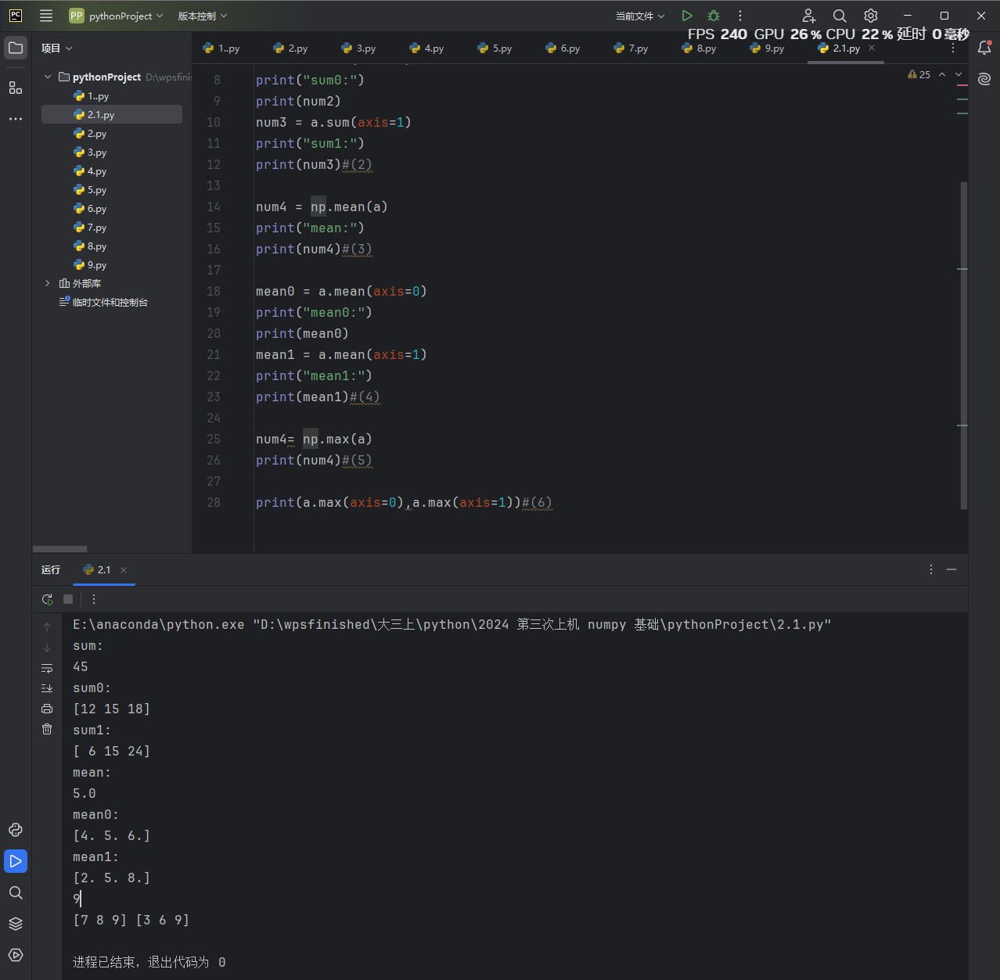 PC PP pythonProject 版本控制 当前文件
FPS 240 GPU 26 % CPU 22 % 延时 0 毫秒
项目 1..py 2.py 3.py 4.py 5.py 6.py 7.py 8.py 9.py 2.1.py
pythonProject D:\wpsfini
1..py
2.1.py
2.py
3.py
4.py
5.py
6.py
7.py
8.py
9.py
外部库
临时文件和控制台
25
8 print("sum0:")
9 print(num2)
10 num3 = a.sum(axis=1)
11 print("sum1:")
12 print(num3)#(2)
13
14 num4 = np.mean(a)
15 print("mean:")
16 print(num4)#(3)
17
18 mean0 = a.mean(axis=0)
19 print("mean0:")
20 print(mean0)
21 mean1 = a.mean(axis=1)
22 print("mean1:")
23 print(mean1)#(4)
24
25 num4= np.max(a)
26 print(num4)#(5)
27
28 print(a.max(axis=0),a.max(axis=1))#(6)
运行 2.1
E:\anaconda\python.exe "D:\wpsfinished\大三上\python\2024 第三次上机 numpy 基础\pythonProject\2.1.py"
sum:
45
sum0:
[12 15 18]
sum1:
[ 6 15 24]
mean:
5.0
mean0:
[4. 5. 6.]
mean1:
[2. 5. 8.]
9
[7 8 9] [3 6 9]
进程已结束，退出代码为 0